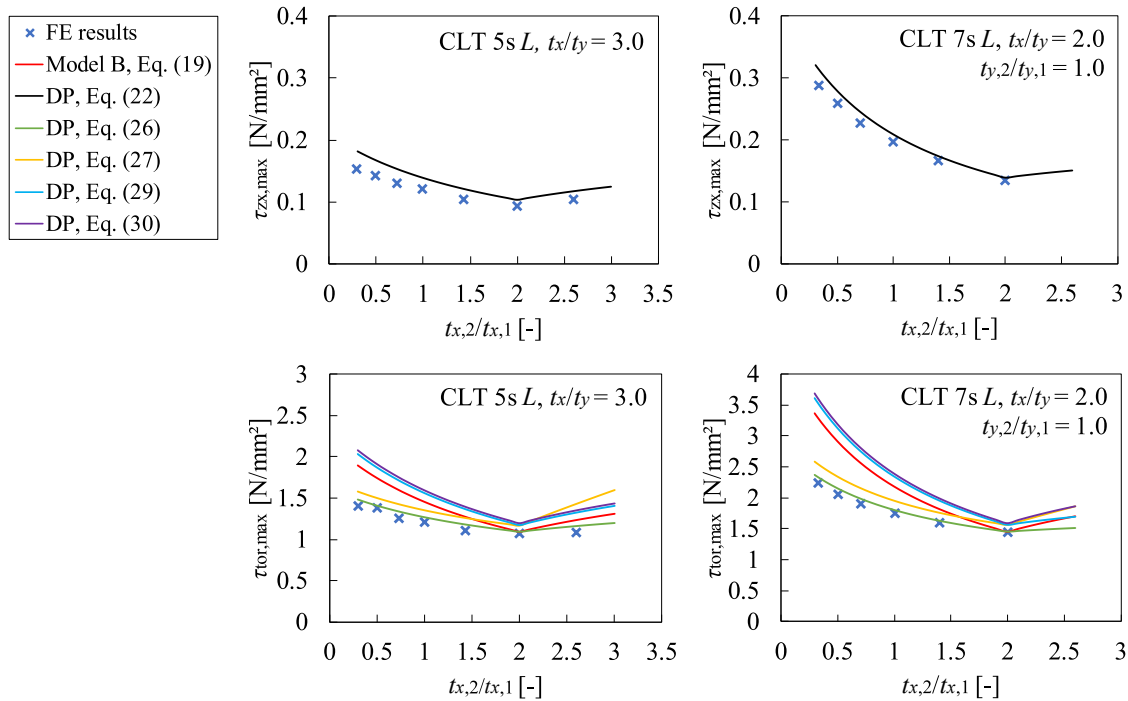 FE results
Model B, Eq. (19)
DP, Eq. (22)
DP, Eq. (26)
DP, Eq. (27)
DP, Eq. (29)
DP, Eq. (30)
CLT 5s L, tx/ty = 3.0
τzx,max [N/mm²]
0.4
0.3
0.2
0.1
0
0 0.5 1 1.5 2 2.5 3 3.5
tx,2/tx,1 [-]
CLT 7s L, tx/ty = 2.0
ty,2/ty,1 = 1.0
τzx,max [N/mm²]
0.4
0.3
0.2
0.1
0
0 0.5 1 1.5 2 2.5 3
tx,2/tx,1 [-]
CLT 5s L, tx/ty = 3.0
τtor,max [N/mm²]
3
2.5
2
1.5
1
0.5
0
0 0.5 1 1.5 2 2.5 3 3.5
tx,2/tx,1 [-]
CLT 7s L, tx/ty = 2.0
ty,2/ty,1 = 1.0
τtor,max [N/mm²]
4
3.5
3
2.5
2
1.5
1
0.5
0
0 0.5 1 1.5 2 2.5 3
tx,2/tx,1 [-]